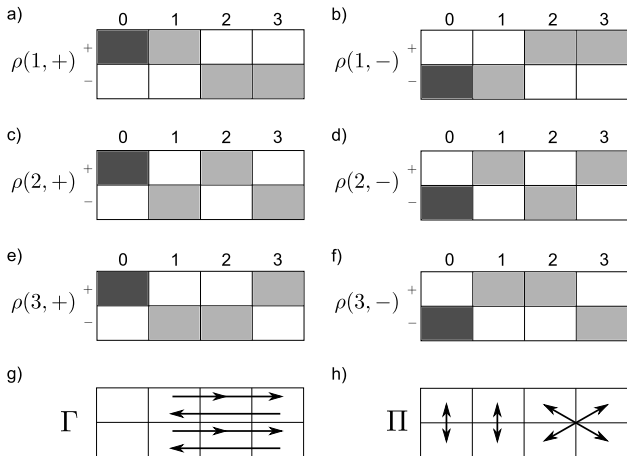 a) 0 1 2 3
ρ(1,+) + −
b) 0 1 2 3
ρ(1,−) + −
c) 0 1 2 3
ρ(2,+) + −
d) 0 1 2 3
ρ(2,−) + −
e) 0 1 2 3
ρ(3,+) + −
f) 0 1 2 3
ρ(3,−) + −
g)
Γ
h)
Π